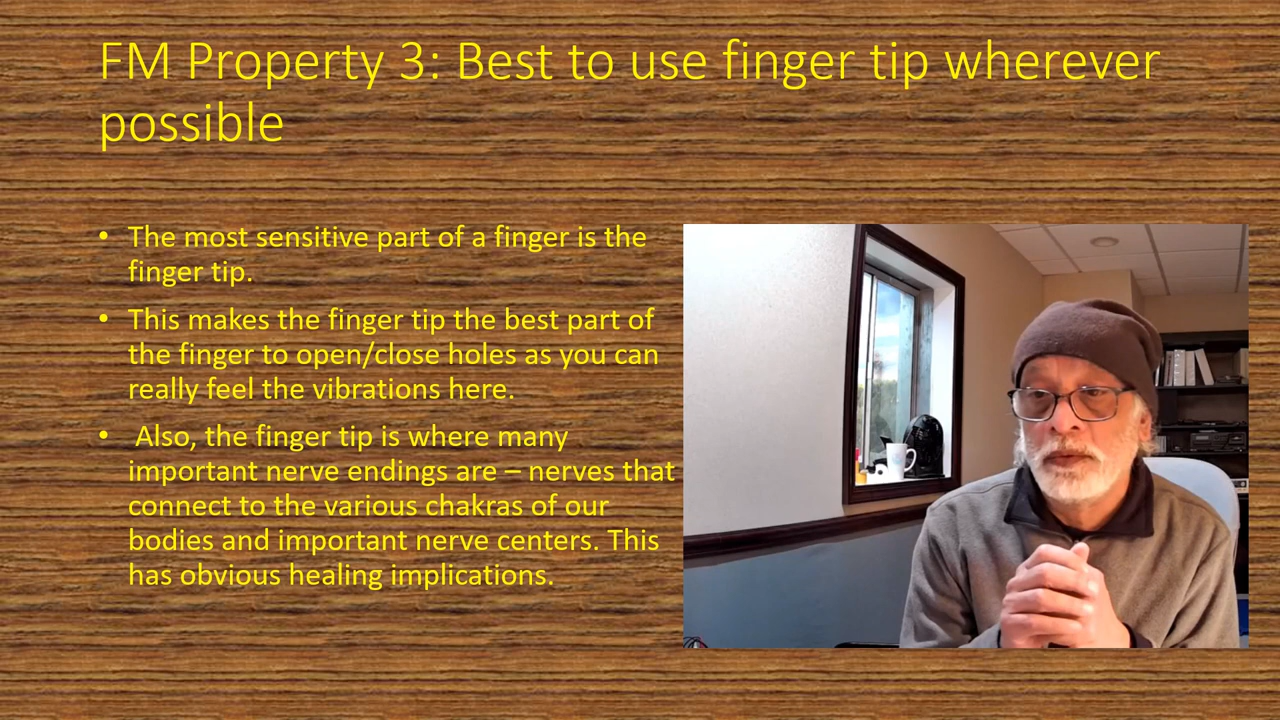 FM Property 3: Best to use finger tip wherever
possible
• The most sensitive part of a finger is the
finger tip.
• This makes the finger tip the best part of
the finger to open/close holes as you can
really feel the vibrations here.
• Also, the finger tip is where many
important nerve endings are – nerves that
connect to the various chakras of our
bodies and important nerve centers. This
has obvious healing implications.